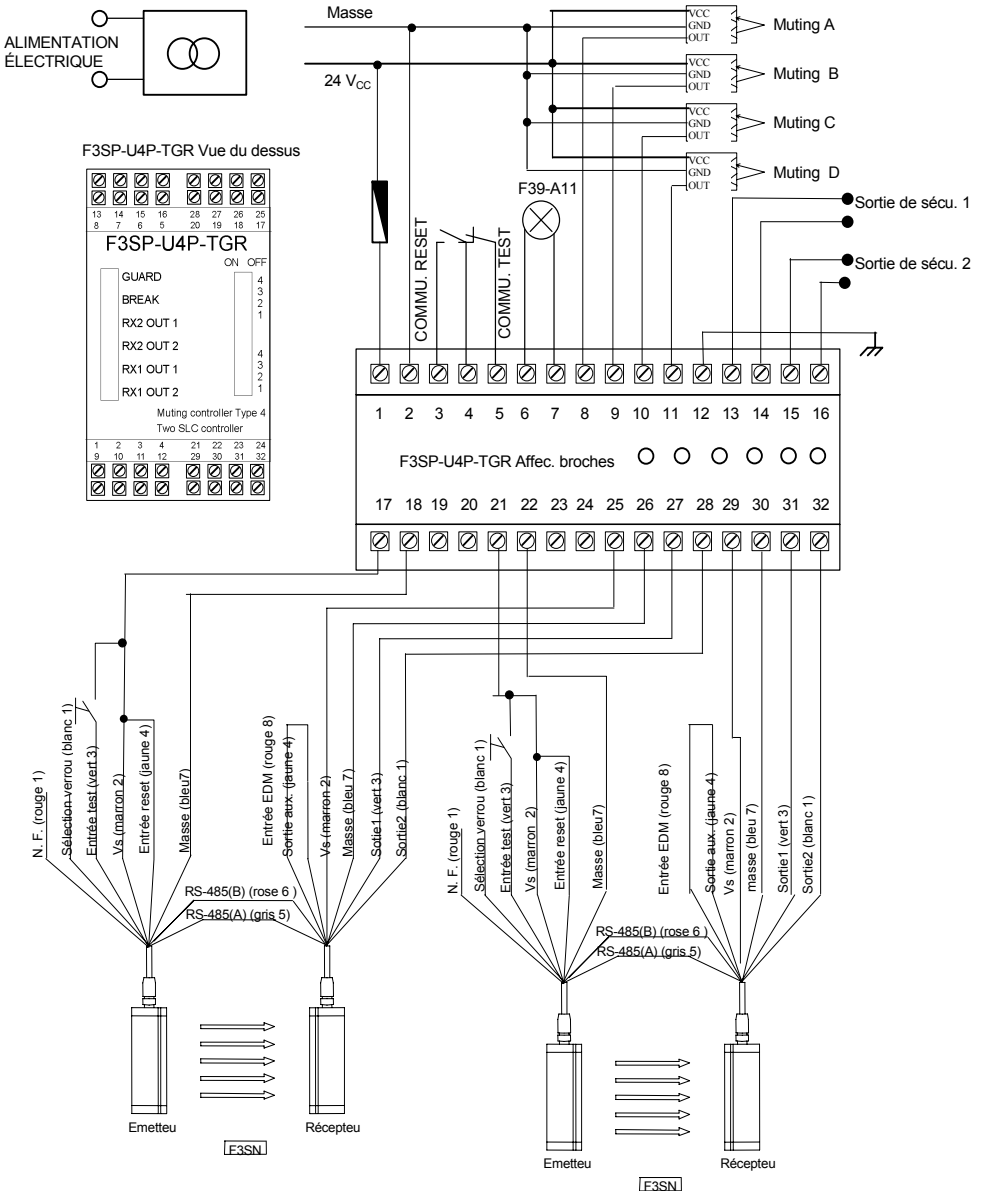 ALIMENTATION
ÉLECTRIQUE
Masse
24 VCC
VCC
GND
OUT
Muting A
VCC
GND
OUT
Muting B
VCC
GND
OUT
Muting C
VCC
GND
OUT
Muting D
F3SP-U4P-TGR Vue du dessus
13 14 15 16 28 27 26 25
8 7 6 5 20 19 18 17
F3SP-U4P-TGR
ON OFF
GUARD
BREAK
RX2 OUT 1
RX2 OUT 2
RX1 OUT 1
RX1 OUT 2
4
3
2
1
4
3
2
1
Muting controller Type 4
Two SLC controller
1 2 3 4 21 22 23 24
9 10 11 12 29 30 31 32
COMMU. RESET
COMMU. TEST
F39-A11
Sortie de sécu. 1
Sortie de sécu. 2
1 2 3 4 5 6 7 8 9 10 11 12 13 14 15 16
F3SP-U4P-TGR Affec. broches
17 18 19 20 21 22 23 24 25 26 27 28 29 30 31 32
N. F. (rouge 1)
Sélection verrou (blanc 1)
Entrée test (vert 3)
Vs (marron 2)
Entrée reset (jaune 4)
Masse (bleu7)
Entrée EDM (rouge 8)
Sortie aux. (jaune 4)
Vs (marron 2)
Masse (bleu 7)
Sotie1 (vert 3)
Sortie2 (blanc 1)
RS-485(B) (rose 6 )
RS-485(A) (gris 5)
Emetteu
Récepteu
F3SN
N. F. (rouge 1)
Sélection verrou (blanc 1)
Entrée test (vert 3)
Vs (marron 2)
Entrée reset (jaune 4)
Masse (bleu7)
Entrée EDM (rouge 8)
Sortie aux. (jaune 4)
Vs (marron 2)
masse (bleu 7)
Sortie1 (vert 3)
Sortie2 (blanc 1)
RS-485(B) (rose 6 )
RS-485(A) (gris 5)
Emetteu
Récepteu
F3SN